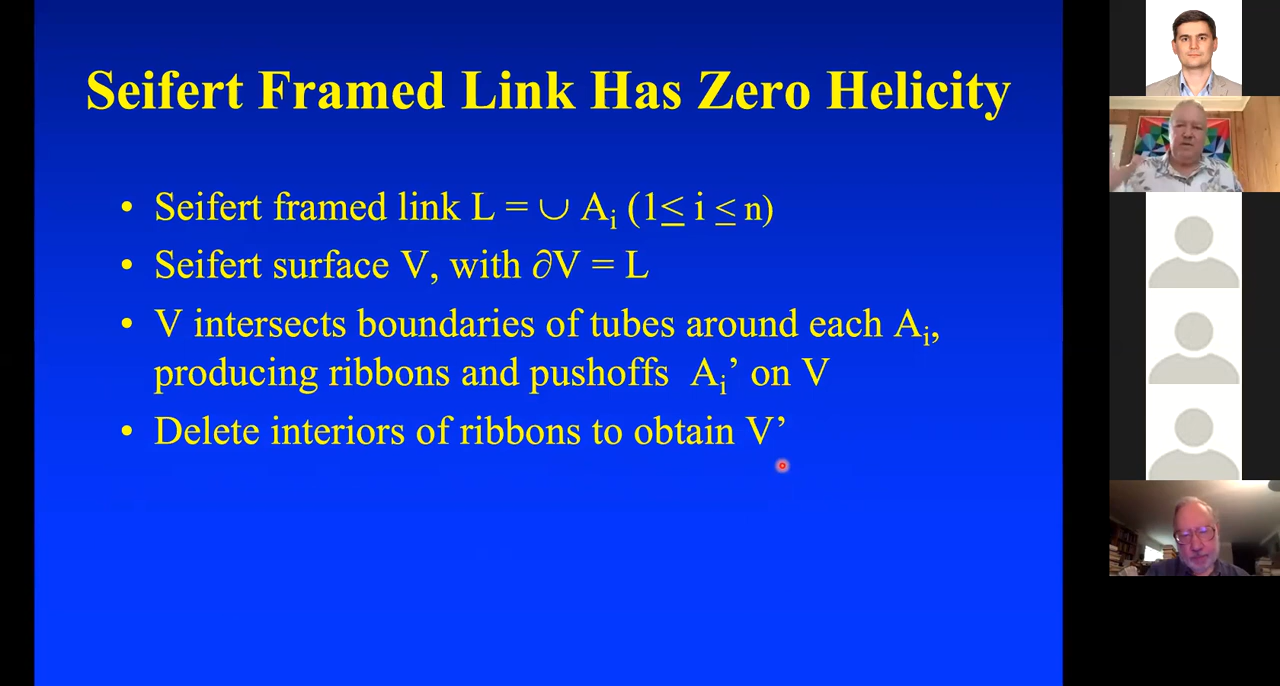 Seifert Framed Link Has Zero Helicity
• Seifert framed link L = ∪ Aᵢ (1≤ i ≤ n)
• Seifert surface V, with ∂V = L
• V intersects boundaries of tubes around each Aᵢ,
producing ribbons and pushoffs Aᵢ’ on V
• Delete interiors of ribbons to obtain V’